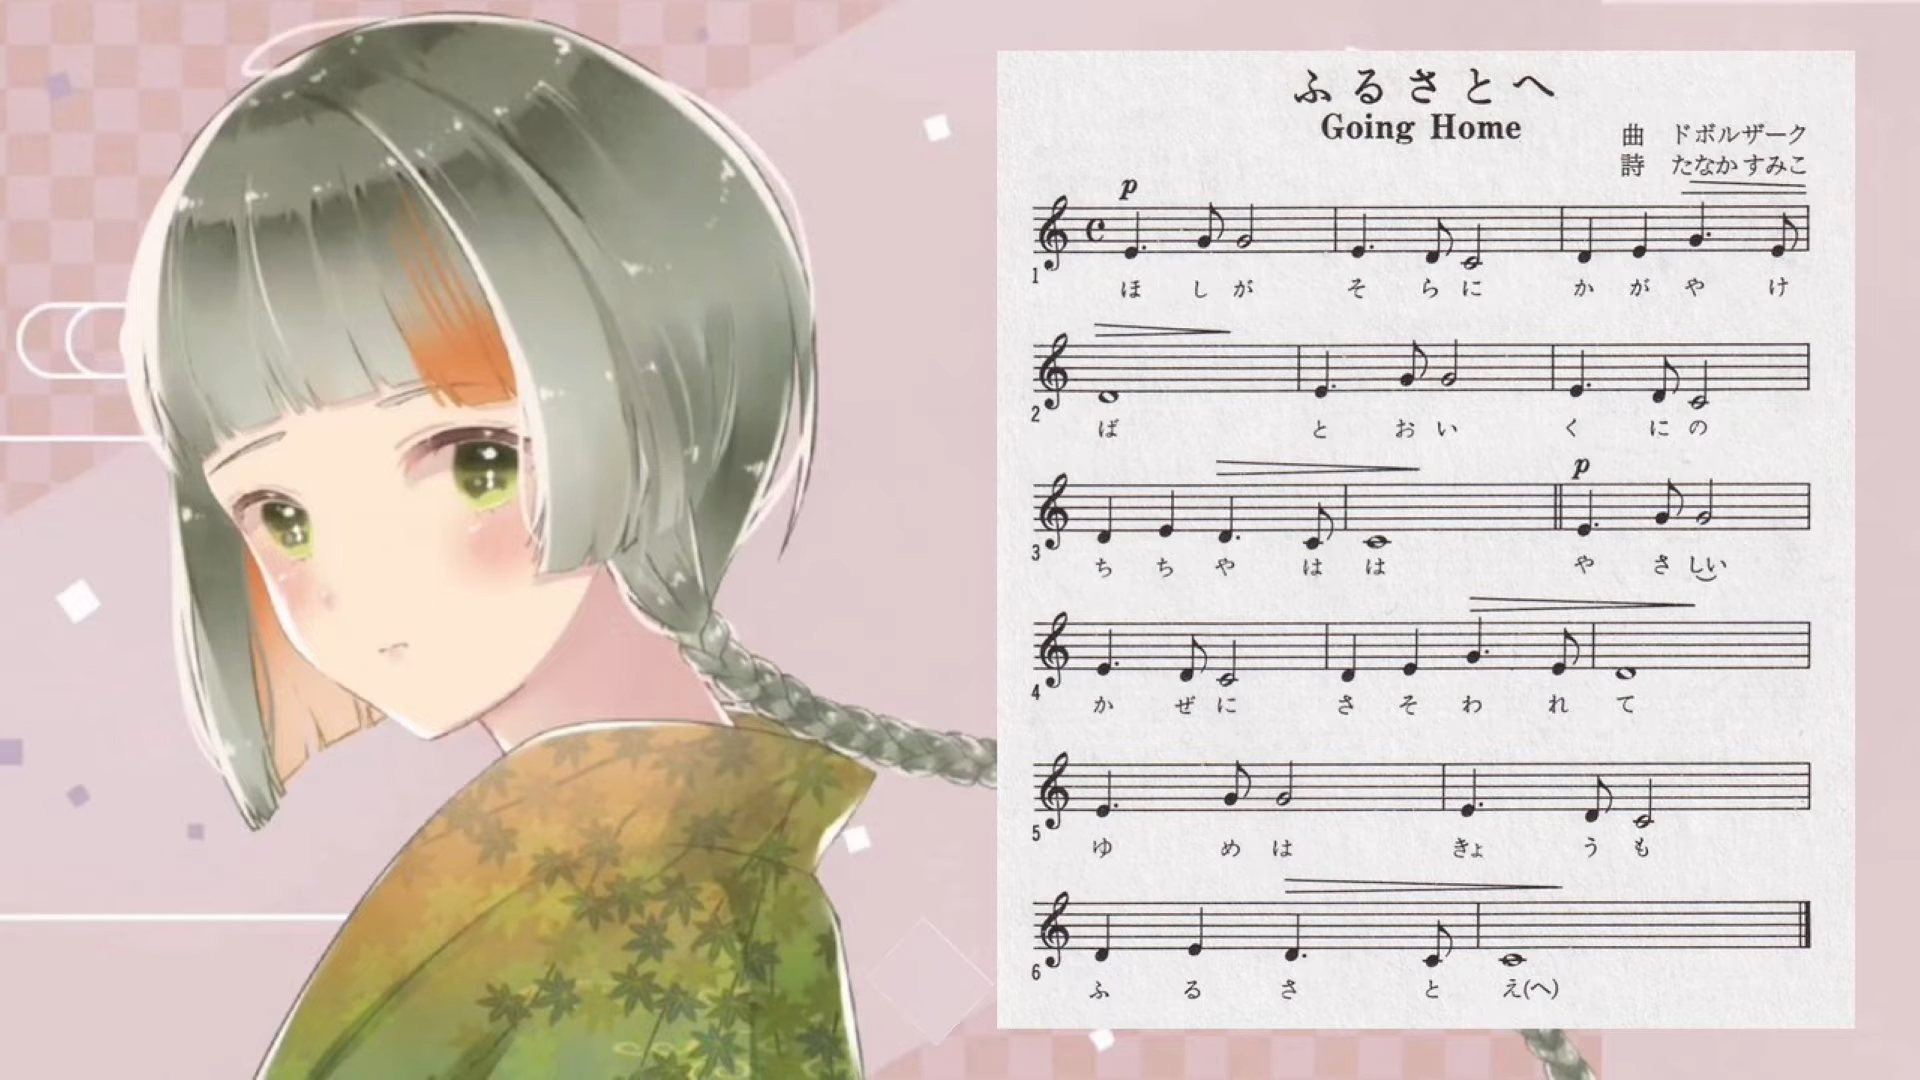 ふるさとへ
Going Home
曲 ドボルザーク
詩 たなか すみこ
p
1 ほ し が そ ら に か が や け
2 ば と お い く に の
p
3 ち ち や は は や さ しい
4 か ぜ に さ そ わ れ て
5 ゆ め は きょ う も
6 ふ る さ と え(へ)